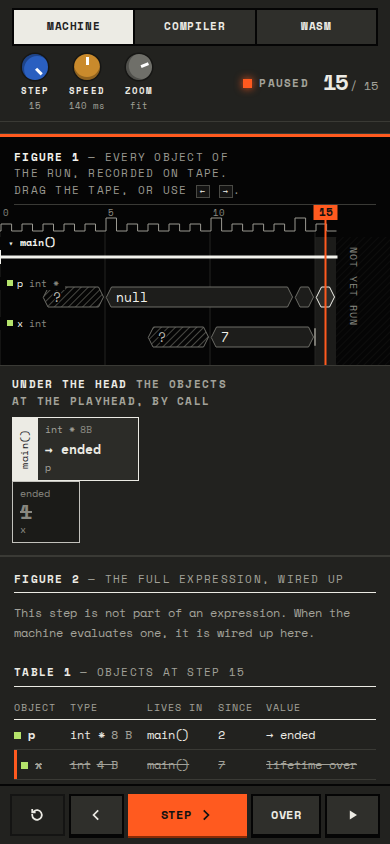 MACHINE COMPILER WASM
STEP SPEED ZOOM
15 140 ms fit
PAUSED 15 / 15
FIGURE 1 — EVERY OBJECT OF
THE RUN, RECORDED ON TAPE.
DRAG THE TAPE, OR USE ← →.
0 5 10 15
▾ main()
p int *
? null
x int
? 7
NOT YET RUN
UNDER THE HEAD THE OBJECTS
AT THE PLAYHEAD, BY CALL
main()
int * 8B
→ ended
p
ended
x
FIGURE 2 — THE FULL EXPRESSION, WIRED UP
This step is not part of an expression. When the
machine evaluates one, it is wired up here.
TABLE 1 — OBJECTS AT STEP 15
OBJECT TYPE LIVES IN SINCE VALUE
p int * 8 B main() 2 → ended
x int 4 B main() 7 lifetime over
STEP > OVER